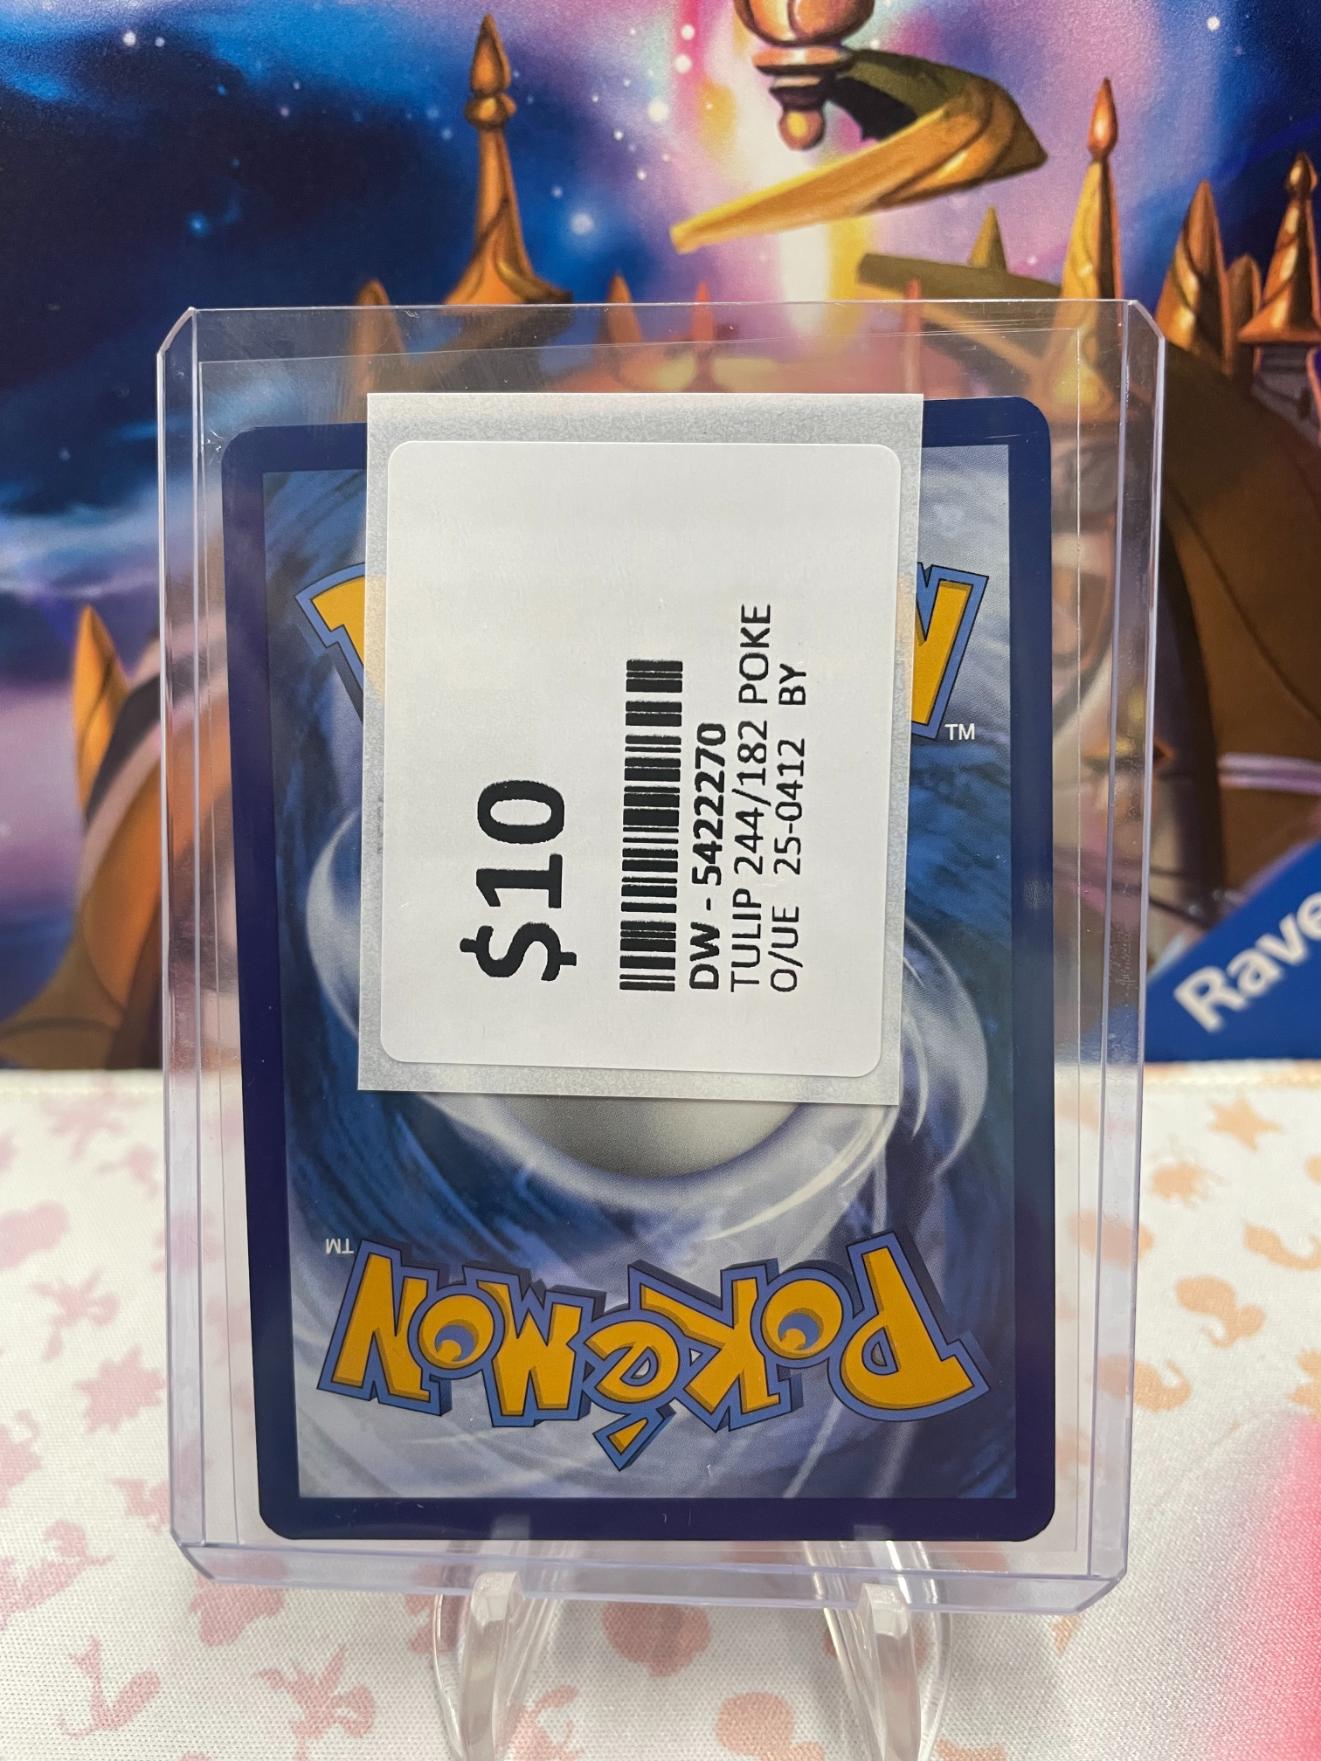 $10
DW - 5422270
TULIP 244/182 POKE
O/UE 25-0412 BY
TM
POKéMON
TM
Rave